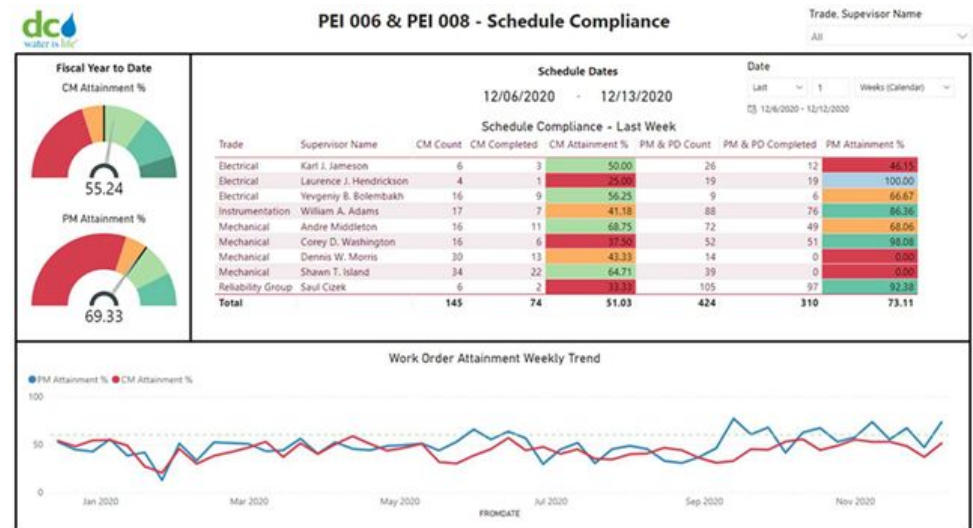 dc
water is life
PEI 006 & PEI 008 - Schedule Compliance
Trade, Supevisor Name
All
Fiscal Year to Date
CM Attainment %
55.24
PM Attainment %
69.33
Schedule Dates
12/06/2020 - 12/13/2020
Date
Last 1 Weeks (Calendar)
12/6/2020 - 12/12/2020
Schedule Compliance - Last Week
Trade Supervisor Name CM Count CM Completed CM Attainment % PM & PD Count PM & PD Completed PM Attainment %
Electrical Karl J. Jameson 6 3 50.00 26 12 46.15
Electrical Laurence J. Hendrickson 4 1 25.00 19 19 100.00
Electrical Yevgeniy B. Bolembakh 16 9 56.25 9 6 66.67
Instrumentation William A. Adams 17 7 41.18 88 76 86.36
Mechanical Andre Middleton 16 11 68.75 72 49 68.06
Mechanical Corey D. Washington 16 6 37.50 52 51 98.08
Mechanical Dennis W. Morris 30 13 43.33 14 0 0.00
Mechanical Shawn T. Island 34 22 64.71 39 0 0.00
Reliability Group Saul Cizek 6 2 33.33 105 97 92.38
Total 145 74 51.03 424 310 73.11
Work Order Attainment Weekly Trend
PM Attainment % CM Attainment %
100
50
0
Jan 2020 Mar 2020 May 2020 Jul 2020 Sep 2020 Nov 2020
FROMDATE